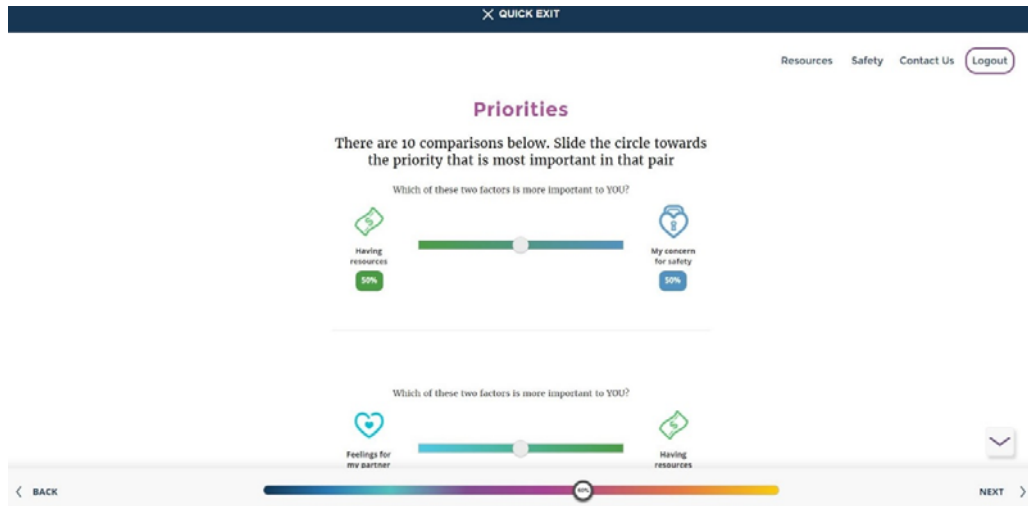 QUICK EXIT
Resources Safety Contact Us Logout
Priorities
There are 10 comparisons below. Slide the circle towards
the priority that is most important in that pair
Which of these two factors is more important to YOU?
Having
resources
50%
My concern
for safety
50%
Which of these two factors is more important to YOU?
Feelings for
my partner
Having
resources
BACK
NEXT